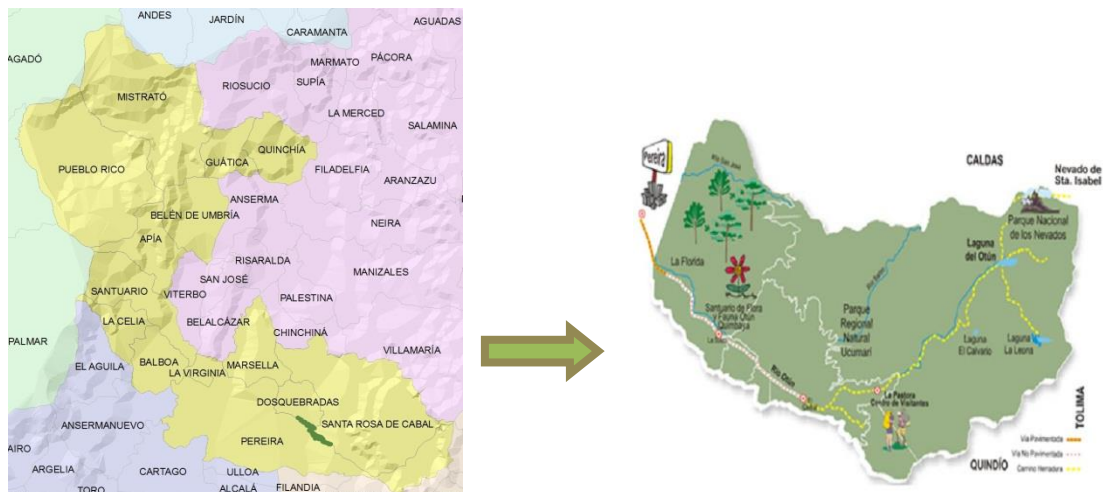 ANDES
JARDÍN
CARAMANTA
AGUADAS
AGADÓ
MARMATO
PÁCORA
RIOSUCIO
SUPÍA
MISTRATÓ
LA MERCED
SALAMINA
QUINCHÍA
GUÁTICA
PUEBLO RICO
FILADELFIA
ARANZAZU
ANSERMA
BELÉN DE UMBRÍA
NEIRA
APÍA
RISARALDA
SAN JOSÉ
MANIZALES
SANTUARIO
VITERBO
PALESTINA
LA CELIA
BELALCÁZAR
CHINCHINÁ
PALMAR
VILLAMARÍA
EL AGUILA
BALBOA
MARSELLA
LA VIRGINIA
DOSQUEBRADAS
ANSERMANUEVO
SANTA ROSA DE CABAL
PEREIRA
AIRO
ARGELIA
CARTAGO
ULLOA
TORO
ALCALÁ
FILANDIA
Pereira
CALDAS
Nevado de
Sta. Isabel
Parque Nacional
de los Nevados
Laguna
del Otún
La Florida
Santuario de Flora
y Fauna Otún
Quimbaya
Parque
Regional
Natural
Ucumarí
Laguna
El Calvario
Laguna
La Leona
Río Otún
La Pastora
Centro de Visitantes
TOLIMA
QUINDÍO
Vía Pavimentada
Vía No Pavimentada
Camino Herradura